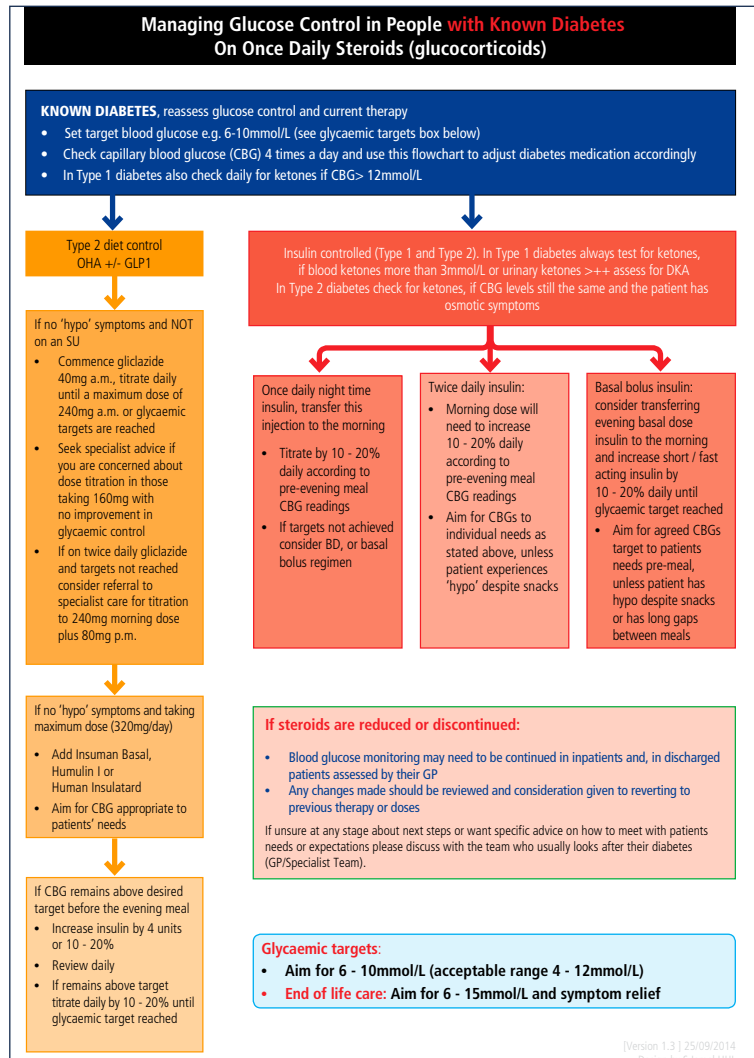 Managing Glucose Control in People with Known Diabetes
On Once Daily Steroids (glucocorticoids)
KNOWN DIABETES, reassess glucose control and current therapy
• Set target blood glucose e.g. 6-10mmol/L (see glycaemic targets box below)
• Check capillary blood glucose (CBG) 4 times a day and use this flowchart to adjust diabetes medication accordingly
• In Type 1 diabetes also check daily for ketones if CBG> 12mmol/L
Type 2 diet control
OHA +/- GLP1
If no 'hypo' symptoms and NOT
on an SU
• Commence gliclazide
40mg a.m., titrate daily
until a maximum dose of
240mg a.m. or glycaemic
targets are reached
• Seek specialist advice if
you are concerned about
dose titration in those
taking 160mg with
no improvement in
glycaemic control
• If on twice daily gliclazide
and targets not reached
consider referral to
specialist care for titration
to 240mg morning dose
plus 80mg p.m.
If no 'hypo' symptoms and taking
maximum dose (320mg/day)
• Add Insuman Basal,
Humulin I or
Human Insulatard
• Aim for CBG appropriate to
patients' needs
If CBG remains above desired
target before the evening meal
• Increase insulin by 4 units
or 10 - 20%
• Review daily
• If remains above target
titrate daily by 10 - 20% until
glycaemic target reached
Insulin controlled (Type 1 and Type 2). In Type 1 diabetes always test for ketones,
if blood ketones more than 3mmol/L or urinary ketones >++ assess for DKA
In Type 2 diabetes check for ketones, if CBG levels still the same and the patient has
osmotic symptoms
Once daily night time
insulin, transfer this
injection to the morning
• Titrate by 10 - 20%
daily according to
pre-evening meal
CBG readings
• If targets not achieved
consider BD, or basal
bolus regimen
Twice daily insulin:
• Morning dose will
need to increase
10 - 20% daily
according to
pre-evening meal
CBG readings
• Aim for CBGs to
individual needs as
stated above, unless
patient experiences
'hypo' despite snacks
Basal bolus insulin:
consider transferring
evening basal dose
insulin to the morning
and increase short / fast
acting insulin by
10 - 20% daily until
glycaemic target reached
• Aim for agreed CBGs
target to patients
needs pre-meal,
unless patient has
hypo despite snacks
or has long gaps
between meals
If steroids are reduced or discontinued:
• Blood glucose monitoring may need to be continued in inpatients and, in discharged
patients assessed by their GP
• Any changes made should be reviewed and consideration given to reverting to
previous therapy or doses
If unsure at any stage about next steps or want specific advice on how to meet with patients
needs or expectations please discuss with the team who usually looks after their diabetes
(GP/Specialist Team).
Glycaemic targets:
• Aim for 6 - 10mmol/L (acceptable range 4 - 12mmol/L)
• End of life care: Aim for 6 - 15mmol/L and symptom relief
[Version 1.3 | 25/09/2014